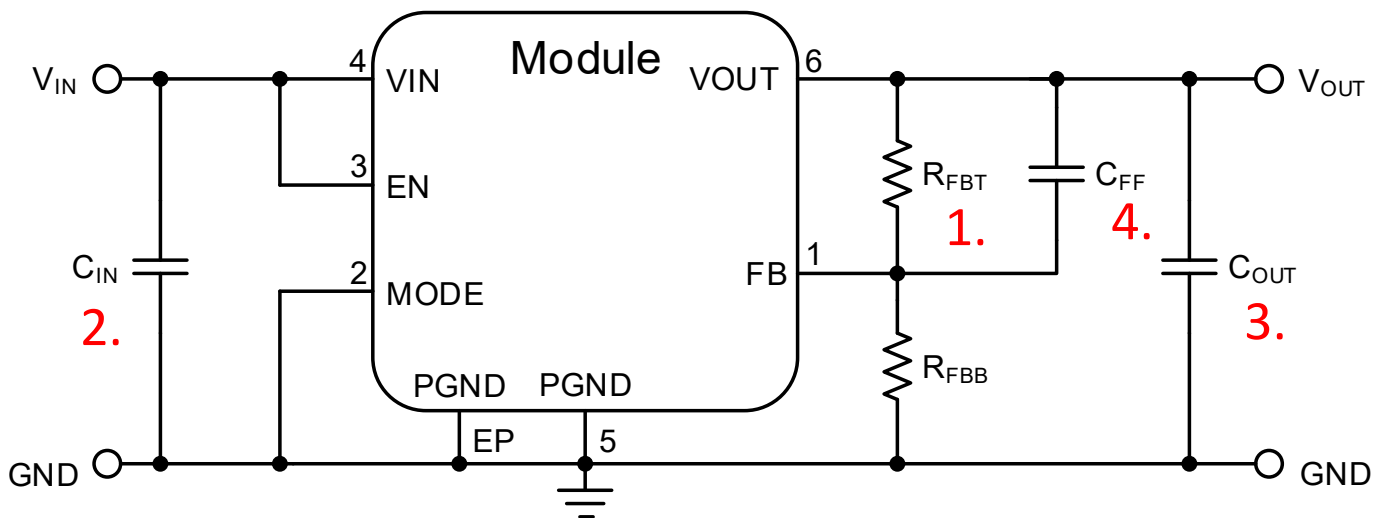 Module
V_IN
4
VIN
VOUT
6
V_OUT
3
EN
R_FBT
C_FF
1.
4.
C_IN
2
MODE
FB
1
C_OUT
2.
3.
R_FBB
PGND
PGND
EP
5
GND
GND